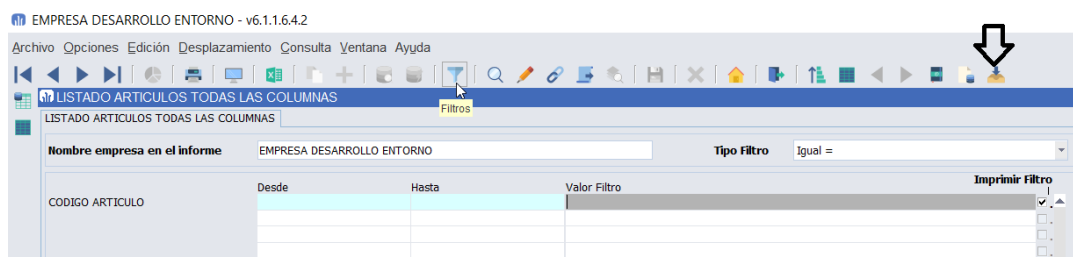 EMPRESA DESARROLLO ENTORNO - v6.1.1.6.4.2
Archivo Opciones Edición Desplazamiento Consulta Ventana Ayuda
LISTADO ARTICULOS TODAS LAS COLUMNAS
Filtros
LISTADO ARTICULOS TODAS LAS COLUMNAS
Nombre empresa en el informe EMPRESA DESARROLLO ENTORNO Tipo Filtro Igual =
Desde Hasta Valor Filtro Imprimir Filtro
CODIGO ARTICULO